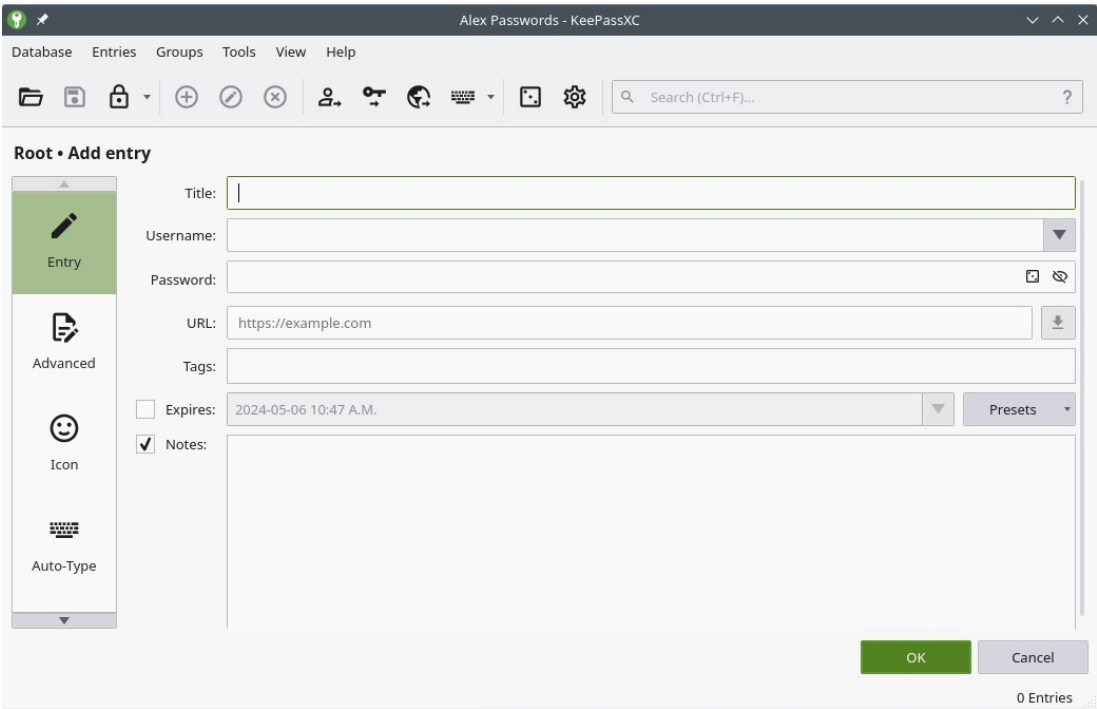 Alex Passwords - KeePassXC
Database Entries Groups Tools View Help
Search (Ctrl+F)... ?
Root • Add entry
Title:
Username:
Password:
URL: https://example.com
Tags:
Expires: 2024-05-06 10:47 A.M. Presets
Notes:
Entry
Advanced
Icon
Auto-Type
OK Cancel
0 Entries